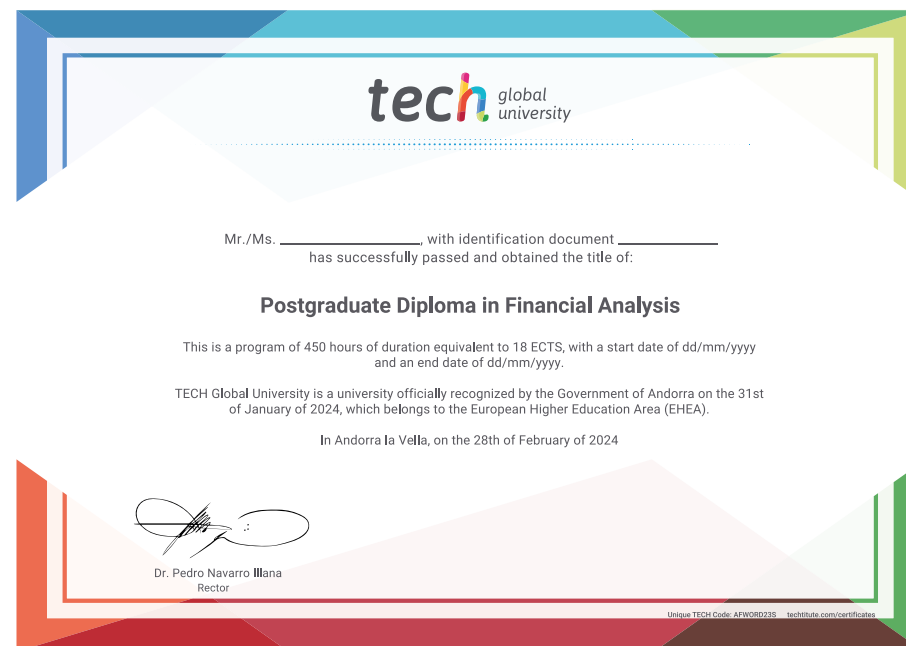 tech global
university
Mr./Ms. ____________________, with identification document ______________
has successfully passed and obtained the title of:
Postgraduate Diploma in Financial Analysis
This is a program of 450 hours of duration equivalent to 18 ECTS, with a start date of dd/mm/yyyy
and an end date of dd/mm/yyyy.
TECH Global University is a university officially recognized by the Government of Andorra on the 31st
of January of 2024, which belongs to the European Higher Education Area (EHEA).
In Andorra la Vella, on the 28th of February of 2024
Dr. Pedro Navarro Illana
Rector
Unique TECH Code: AFWORD23S techtitute.com/certificates